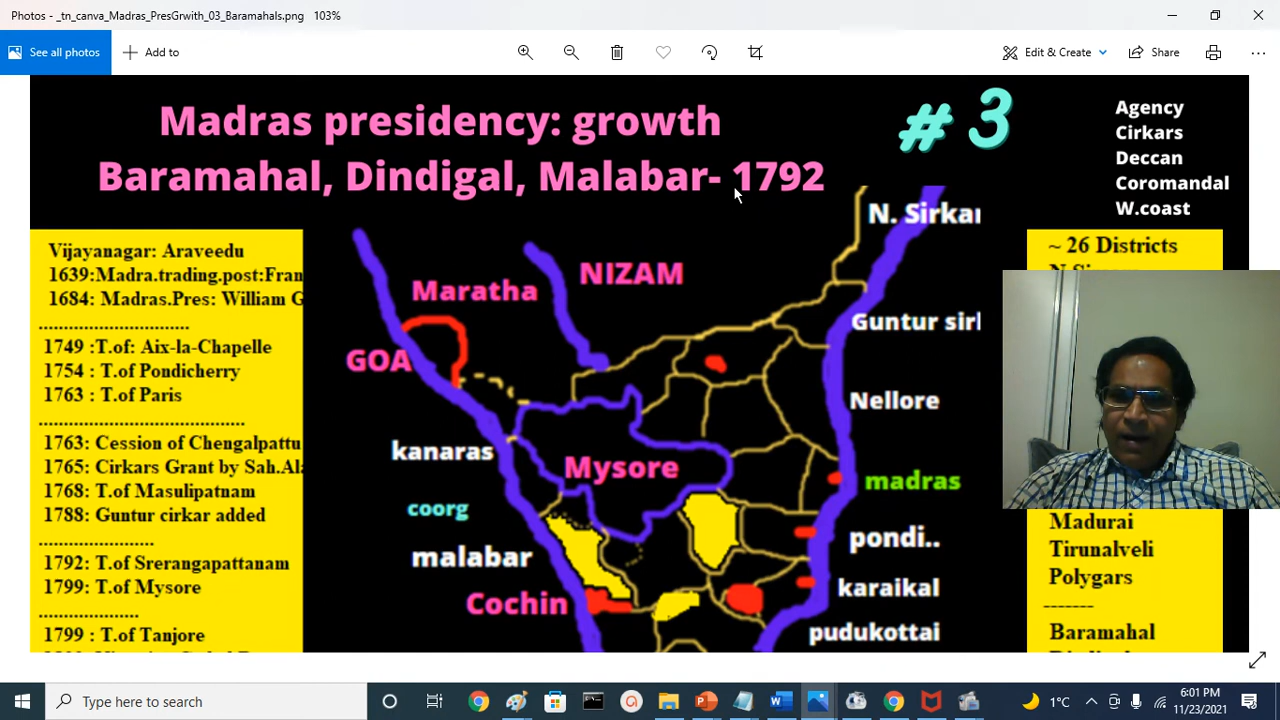 Photos - _tn_canva_Madras_PresGrwith_03_Baramahals.png 103%
See all photos
Add to
Edit & Create
Share
Madras presidency: growth
Baramahal, Dindigal, Malabar- 1792
# 3
Agency
Cirkars
Deccan
Coromandal
W.coast
Vijayanagar: Araveedu
1639:Madra.trading.post:Fran
1684: Madras.Pres: William G
..............................
1749 :T.of: Aix-la-Chapelle
1754 : T.of Pondicherry
1763 : T.of Paris
.........................................
1763: Cession of Chengalpattu
1765: Cirkars Grant by Sah.Ala
1768: T.of Masulipatnam
1788: Guntur cirkar added
.......................
1792: T.of Srerangapattanam
1799: T.of Mysore
....................
1799 : T.of Tanjore
NIZAM
Maratha
GOA
kanaras
coorg
malabar
Cochin
Mysore
N. Sirkar
Guntur sirl
Nellore
madras
pondi..
karaikal
pudukottai
~ 26 Districts
Madurai
Tirunalveli
Polygars
-------
Baramahal
Type here to search
1°C
6:01 PM
11/23/2021